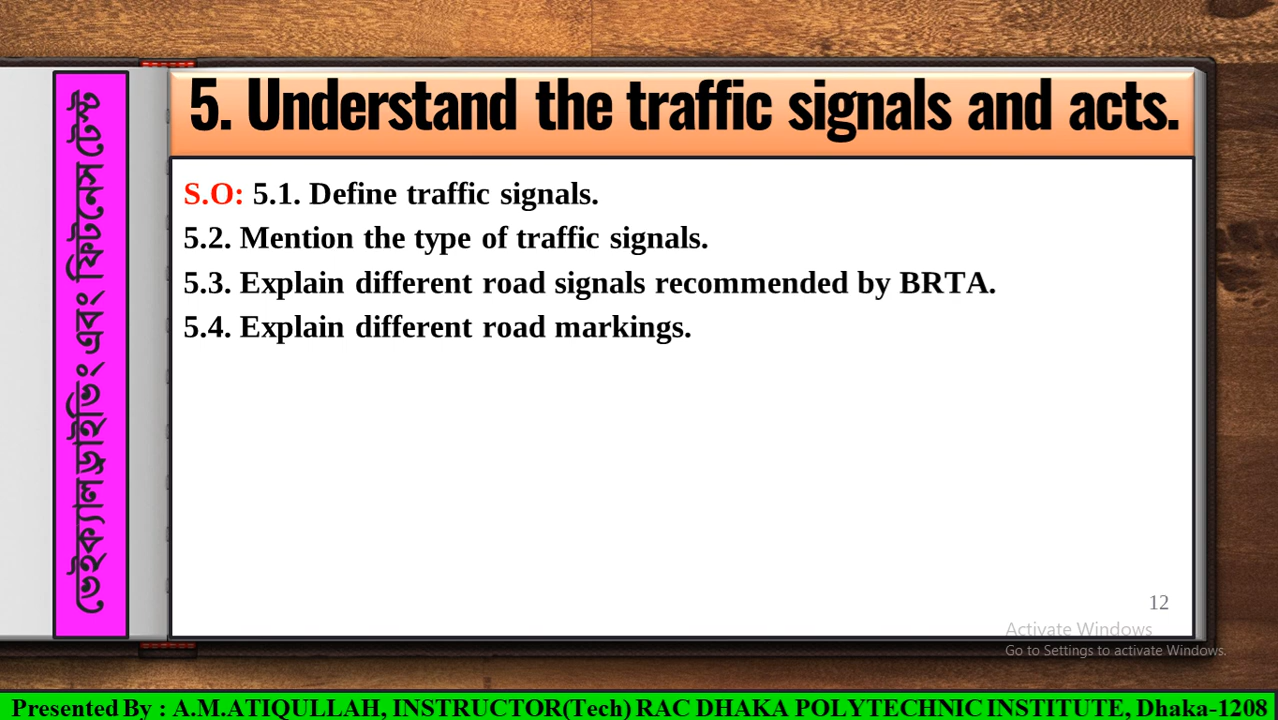 5. Understand the traffic signals and acts.
ভেইক্যাল ড্রাইভিং এবং ফিটনেস টেস্ট
S.O: 5.1. Define traffic signals.
5.2. Mention the type of traffic signals.
5.3. Explain different road signals recommended by BRTA.
5.4. Explain different road markings.
12
Activate Windows
Go to Settings to activate Windows.
Presented By : A.M.ATIQULLAH, INSTRUCTOR(Tech) RAC DHAKA POLYTECHNIC INSTITUTE, Dhaka-1208